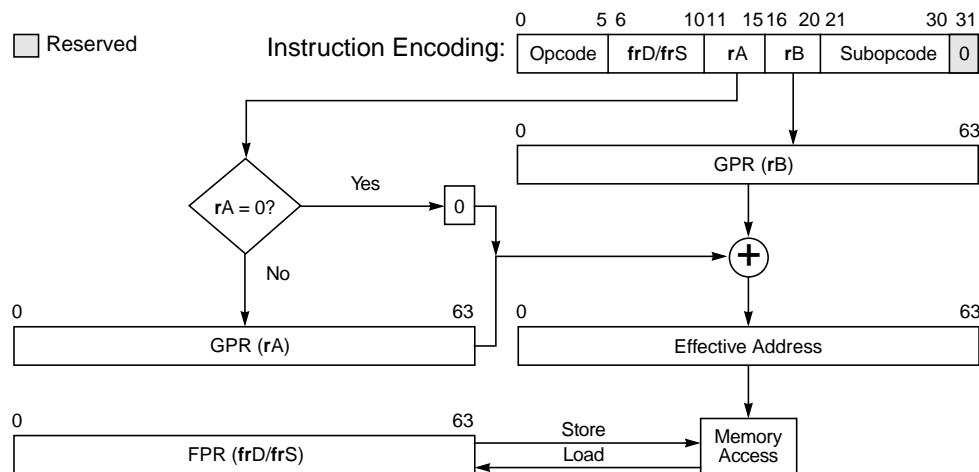 0 5 6 10 11 15 16 20 21 30 31
Reserved
Instruction Encoding:
Opcode frD/frS rA rB Subopcode 0
0 63
GPR (rB)
Yes
rA = 0?
0
+
No
0 63
GPR (rA)
0 63
Effective Address
0 63
FPR (frD/frS)
Store
Load
Memory
Access